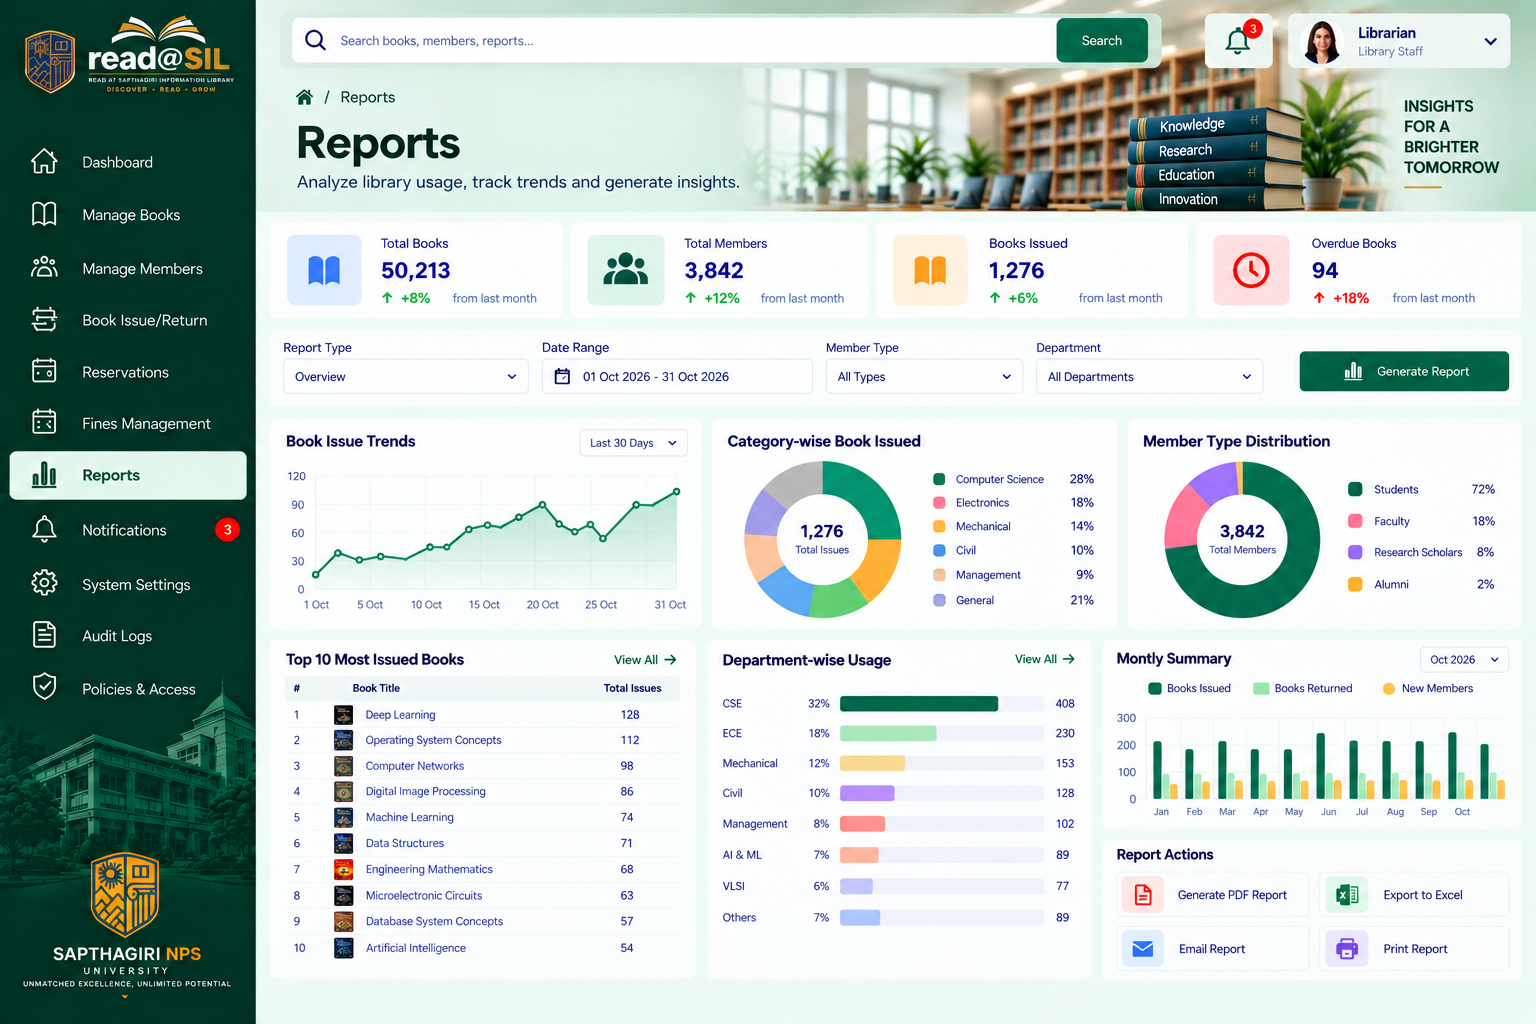 read@SIL
READ AT SAPTHAGIRI INFORMATION LIBRARY
DISCOVER • READ • GROW
Dashboard
Manage Books
Manage Members
Book Issue/Return
Reservations
Fines Management
Reports
Notifications 3
System Settings
Audit Logs
Policies & Access
SAPTHAGIRI NPS
UNIVERSITY
UNMATCHED EXCELLENCE, UNLIMITED POTENTIAL
Search books, members, reports...
Search
3
Librarian
Library Staff
/ Reports
Reports
Analyze library usage, track trends and generate insights.
Knowledge
Research
Education
Innovation
INSIGHTS
FOR A
BRIGHTER
TOMORROW
Total Books
50,213
+8% from last month
Total Members
3,842
+12% from last month
Books Issued
1,276
+6% from last month
Overdue Books
94
+18% from last month
Report Type
Overview
Date Range
01 Oct 2026 - 31 Oct 2026
Member Type
All Types
Department
All Departments
Generate Report
Book Issue Trends
Last 30 Days
120
90
60
30
0
1 Oct 5 Oct 10 Oct 15 Oct 20 Oct 25 Oct 31 Oct
Category-wise Book Issued
1,276
Total Issues
Computer Science 28%
Electronics 18%
Mechanical 14%
Civil 10%
Management 9%
General 21%
Member Type Distribution
3,842
Total Members
Students 72%
Faculty 18%
Research Scholars 8%
Alumni 2%
Top 10 Most Issued Books
View All →
# Book Title Total Issues
1 Deep Learning 128
2 Operating System Concepts 112
3 Computer Networks 98
4 Digital Image Processing 86
5 Machine Learning 74
6 Data Structures 71
7 Engineering Mathematics 68
8 Microelectronic Circuits 63
9 Database System Concepts 57
10 Artificial Intelligence 54
Department-wise Usage
View All →
CSE 32% 408
ECE 18% 230
Mechanical 12% 153
Civil 10% 128
Management 8% 102
AI & ML 7% 89
VLSI 6% 77
Others 7% 89
Montly Summary
Oct 2026
Books Issued Books Returned New Members
300
200
100
0
Jan Feb Mar Apr May Jun Jul Aug Sep Oct
Report Actions
Generate PDF Report
Export to Excel
Email Report
Print Report